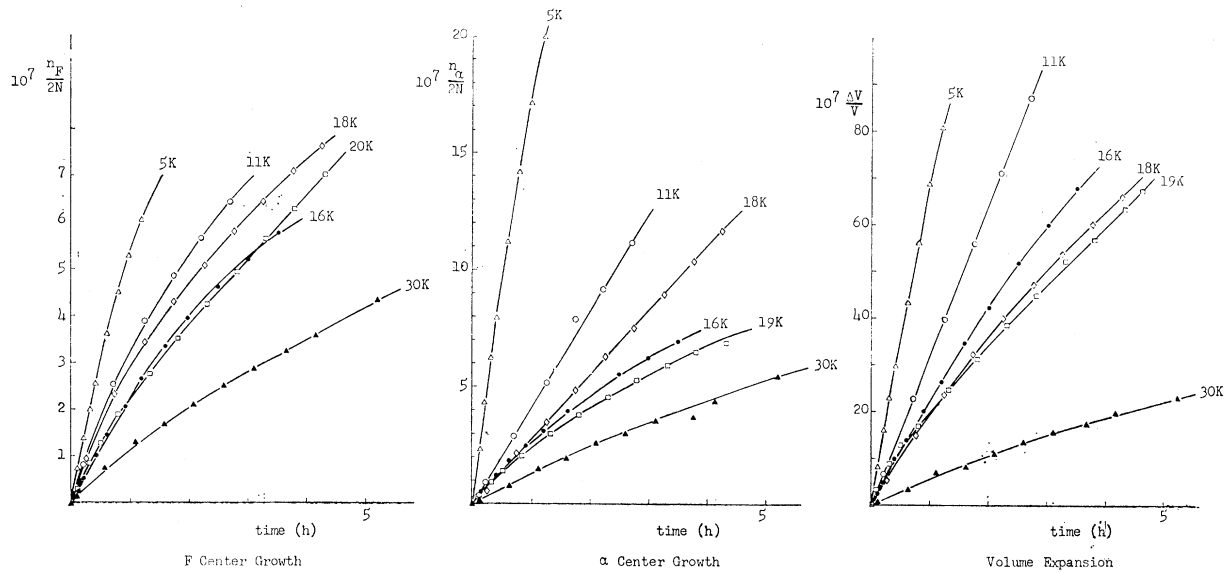 10⁷ n_F/2N
7
6
5
4
3
2
1
5K
11K
18K
20K
16K
30K
5
time (h)
F Center Growth
10⁷ n_α/2N
20
15
10
5
5K
11K
18K
16K
19K
30K
5
time (h)
α Center Growth
10⁷ ΔV/V
80
60
40
20
5K
11K
16K
18K
19K
30K
5
time (h)
Volume Expansion